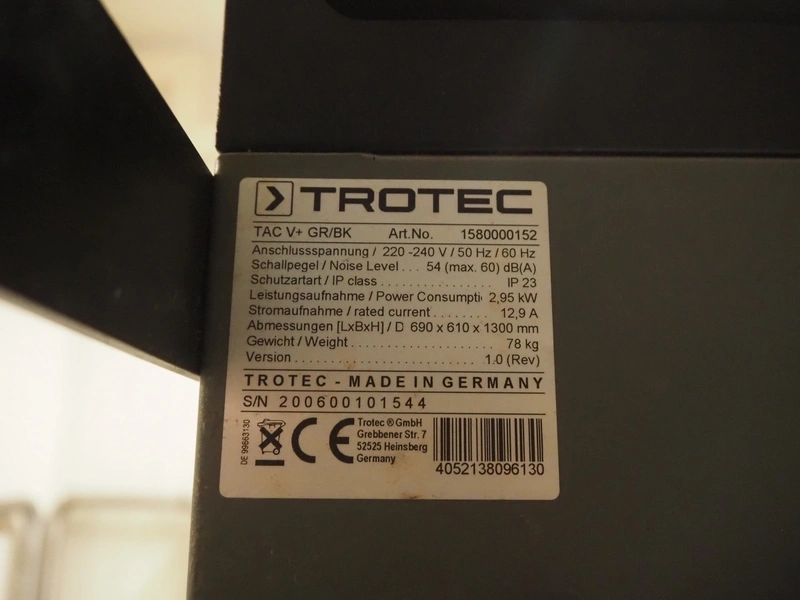 TROTEC
TAC V+ GR/BK Art.No. 1580000152
Anschlussspannung / 220 -240 V / 50 Hz / 60 Hz
Schallpegel / Noise Level . . . 54 (max. 60) dB(A)
Schutzart / IP class . . . . . . . . . . . . . . . . IP 23
Leistungsaufnahme / Power Consumpti 2,95 kW
Stromaufnahme / rated current . . . . . . . . 12,9 A
Abmessungen [LxBxH] / D 690 x 610 x 1300 mm
Gewicht / Weight . . . . . . . . . . . . . . . . . . . . 78 kg
Version . . . . . . . . . . . . . . . . . . . . . . . . . 1.0 (Rev)
TROTEC - MADE IN GERMANY
S/N 200600101544
DE 99863130
CE
Trotec ® GmbH
Grebbener Str. 7
52525 Heinsberg
Germany
4052138096130